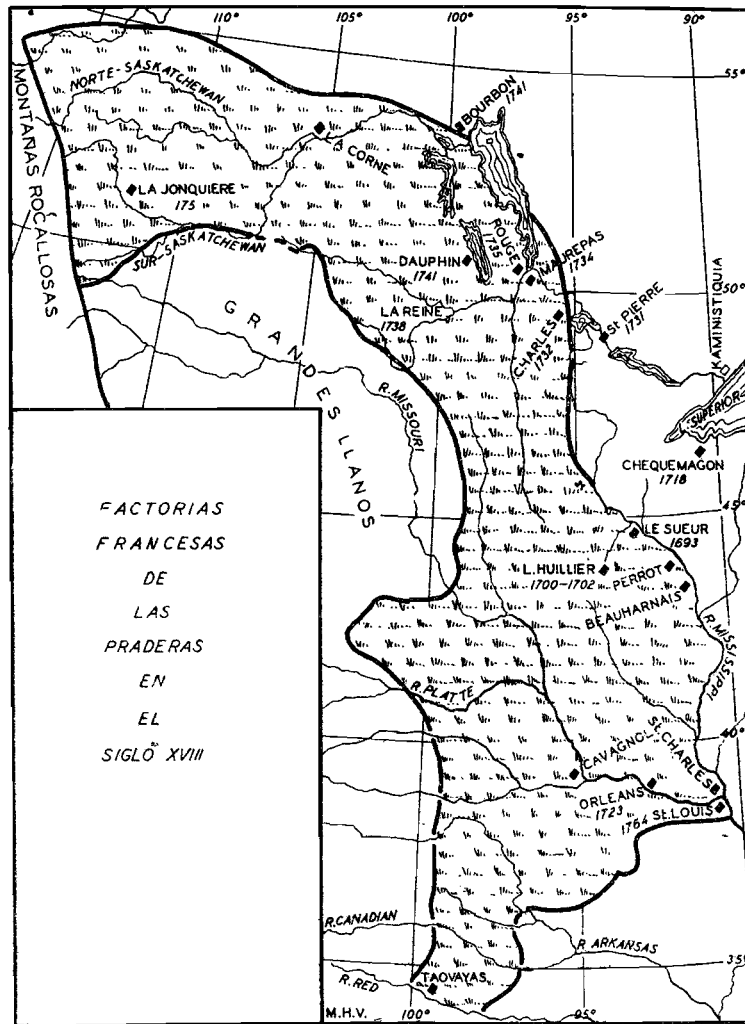 110°
105°
100°
95°
90°
55°
NORTE-SASKATCHEWAN
BOURBON
1741
MONTAÑAS ROCALLOSAS
LA CORNE
LA JONQUIERE
175
SUR-SASKATCHEWAN
DAUPHIN
1741
ROUGE
1735
MAUREPAS
1734
50°
LA REINE
1738
CHARLES
1732
St PIERRE
1731
KAMINISTIQUIA
GRANDES LLANOS
R. MISSOURI
SUPERIOR
CHEQUEMAGON
1718
45°
LE SUEUR
1693
L. HUILLIER
1700-1702
PERROT
BEAUHARNAIS
R. MISSISSIPPI
FACTORIAS
FRANCESAS
DE
LAS
PRADERAS
EN
EL
SIGLO XVIII
R. PLATTE
40°
CAVAGNOL
St. CHARLES
ORLEANS
1723
1764 ST. LOUIS
R. CANADIAN
R. ARKANSAS
35°
R. RED
TAOVAYAS
M.H.V.
100°
95°